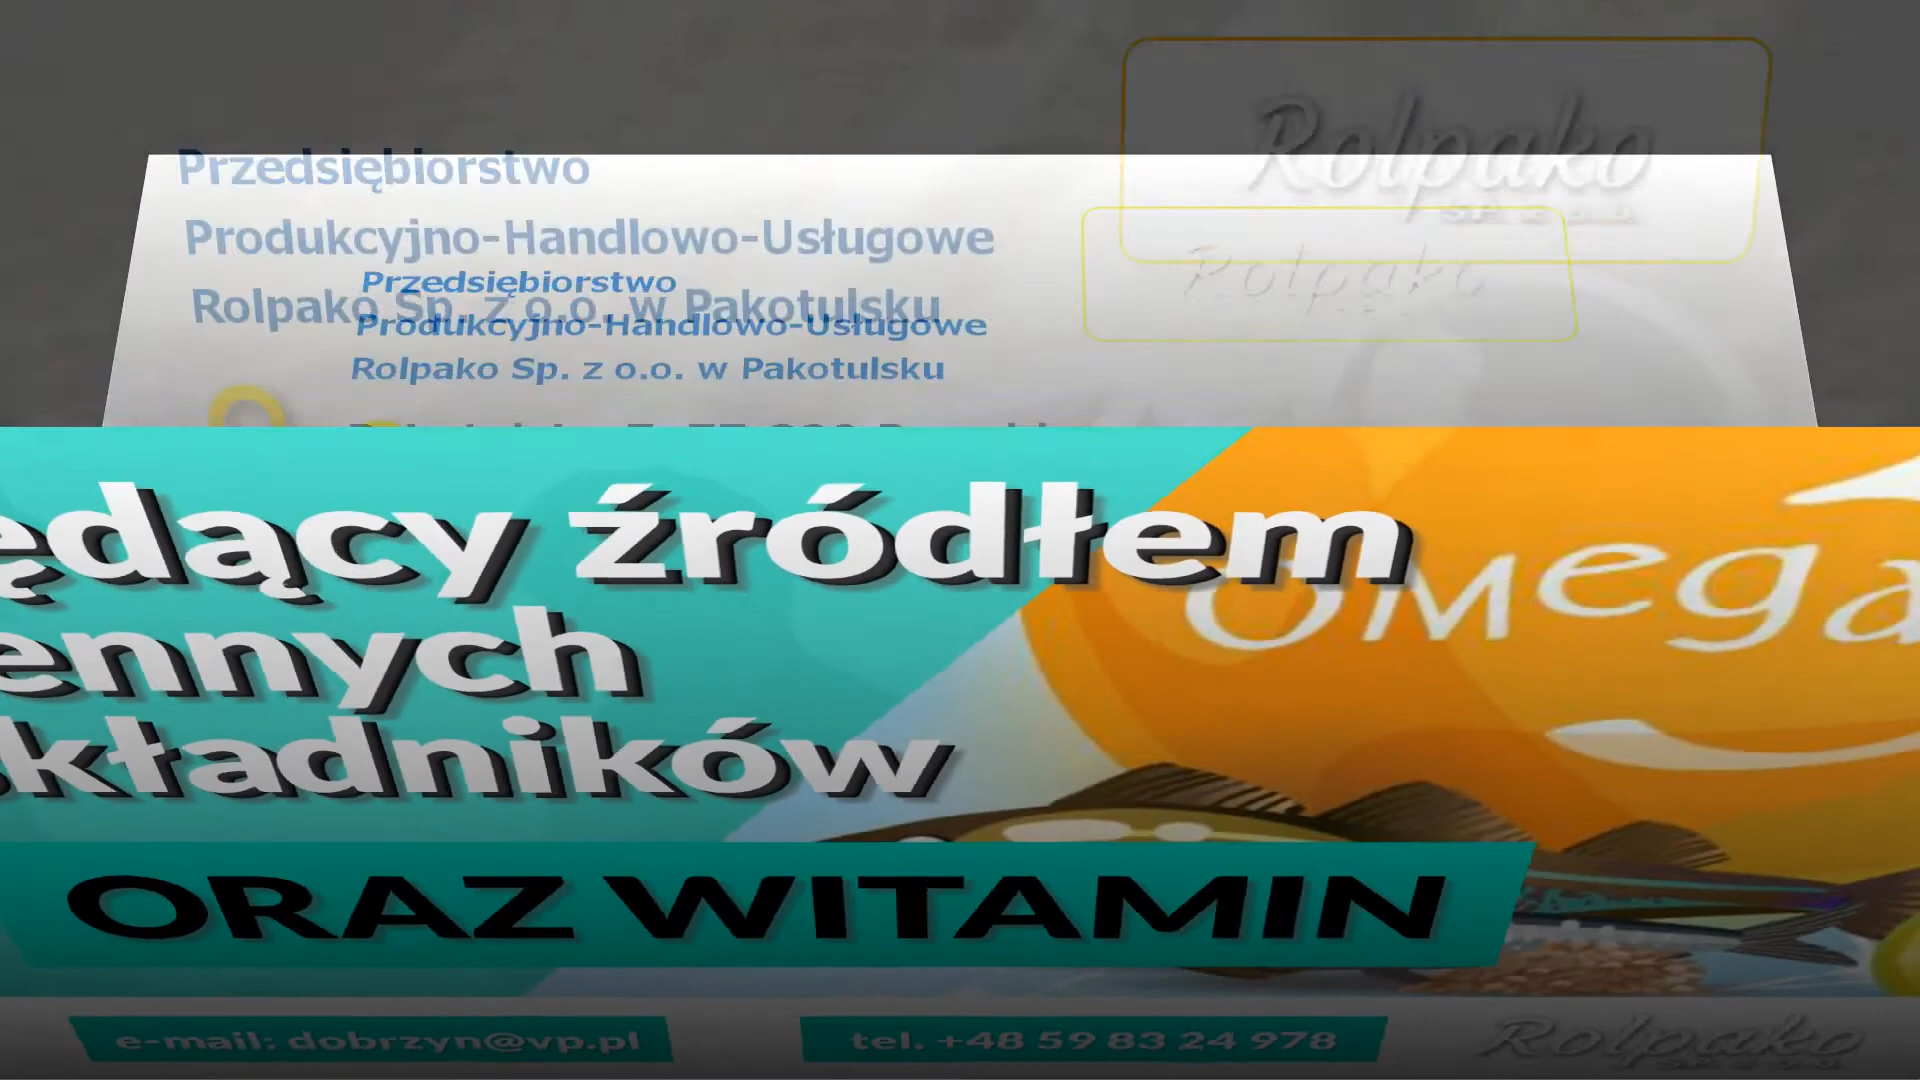 Rolpako
SP. Z O.O.
Przedsiębiorstwo
Produkcyjno-Handlowo-Usługowe
Rolpako Sp. z o.o. w Pakotulsku
Rolpako
Przedsiębiorstwo
Produkcyjno-Handlowo-Usługowe
Rolpako Sp. z o.o. w Pakotulsku
ędący źródłem
ennych
kładników
Omega
ORAZ WITAMIN
e-mail: dobrzyn@vp.pl
tel. +48 59 83 24 978
Rolpako